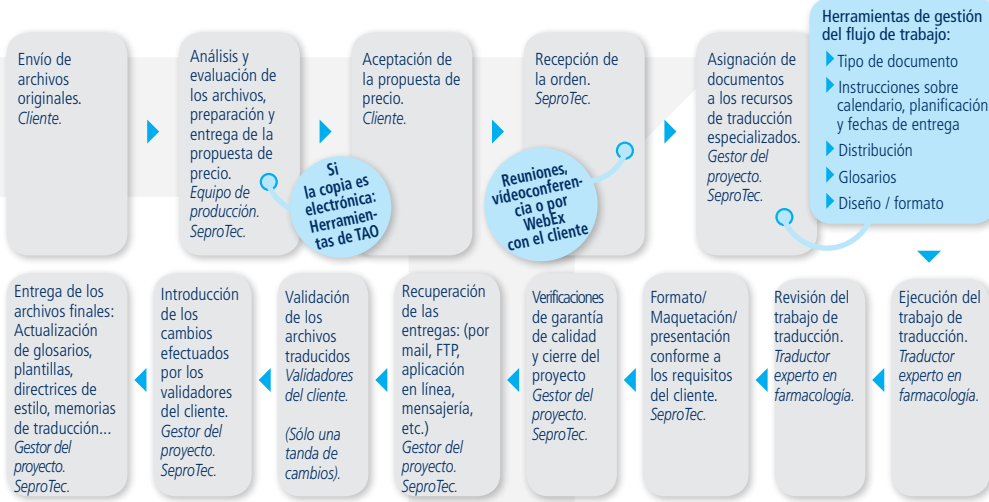 Envío de
archivos
originales.
Cliente.
Análisis y
evaluación de
los archivos,
preparación y
entrega de la
propuesta de
precio.
Equipo de
producción.
SeproTec.
Si
la copia es
electrónica:
Herramien-
tas de TAO
Aceptación de
la propuesta de
precio.
Cliente.
Recepción de
la orden.
SeproTec.
Reuniones,
vídeoconferen-
cia o por
WebEx
con el cliente
Asignación de
documentos
a los recursos
de traducción
especializados.
Gestor del
proyecto.
SeproTec.
Herramientas de gestión
del flujo de trabajo:
Tipo de documento
Instrucciones sobre
calendario, planificación
y fechas de entrega
Distribución
Glosarios
Diseño / formato
Ejecución del
trabajo de
traducción.
Traductor
experto en
farmacología.
Revisión del
trabajo de
traducción.
Traductor
experto en
farmacología.
Formato/
Maquetación/
presentación
conforme a
los requisitos
del cliente.
SeproTec.
Verificaciones
de garantía
de calidad
y cierre del
proyecto
Gestor del
proyecto.
SeproTec.
Recuperación
de las
entregas: (por
mail, FTP,
aplicación
en línea,
mensajería,
etc.)
Gestor del
proyecto.
SeproTec.
Validación
de los
archivos
traducidos
Validadores
del cliente.
(Sólo una
tanda de
cambios).
Introducción
de los
cambios
efectuados
por los
validadores
del cliente.
Gestor del
proyecto.
SeproTec.
Entrega de los
archivos finales:
Actualización
de glosarios,
plantillas,
directrices de
estilo, memorias
de traducción...
Gestor del
proyecto.
SeproTec.